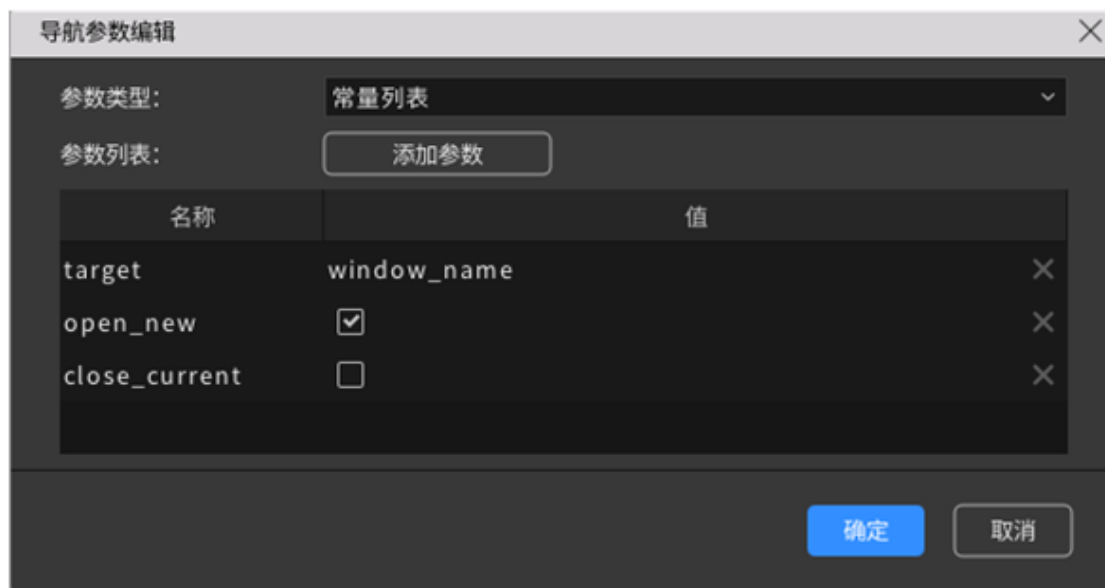 导航参数编辑
参数类型：
常量列表
参数列表：
添加参数
名称
值
target
window_name
open_new
close_current
确定
取消